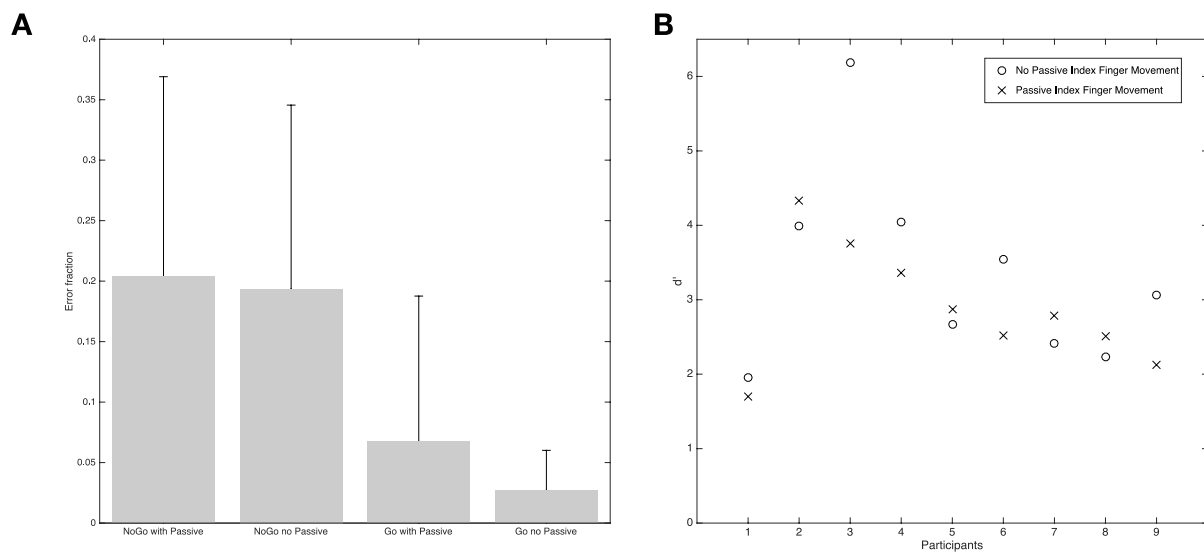 A
0.4
0.35
0.3
0.25
0.2
0.15
0.1
0.05
0
Error fraction
NoGo with Passive NoGo no Passive Go with Passive Go no Passive
B
No Passive Index Finger Movement
Passive Index Finger Movement
6
5
4
3
2
1
0
d'
1 2 3 4 5 6 7 8 9
Participants